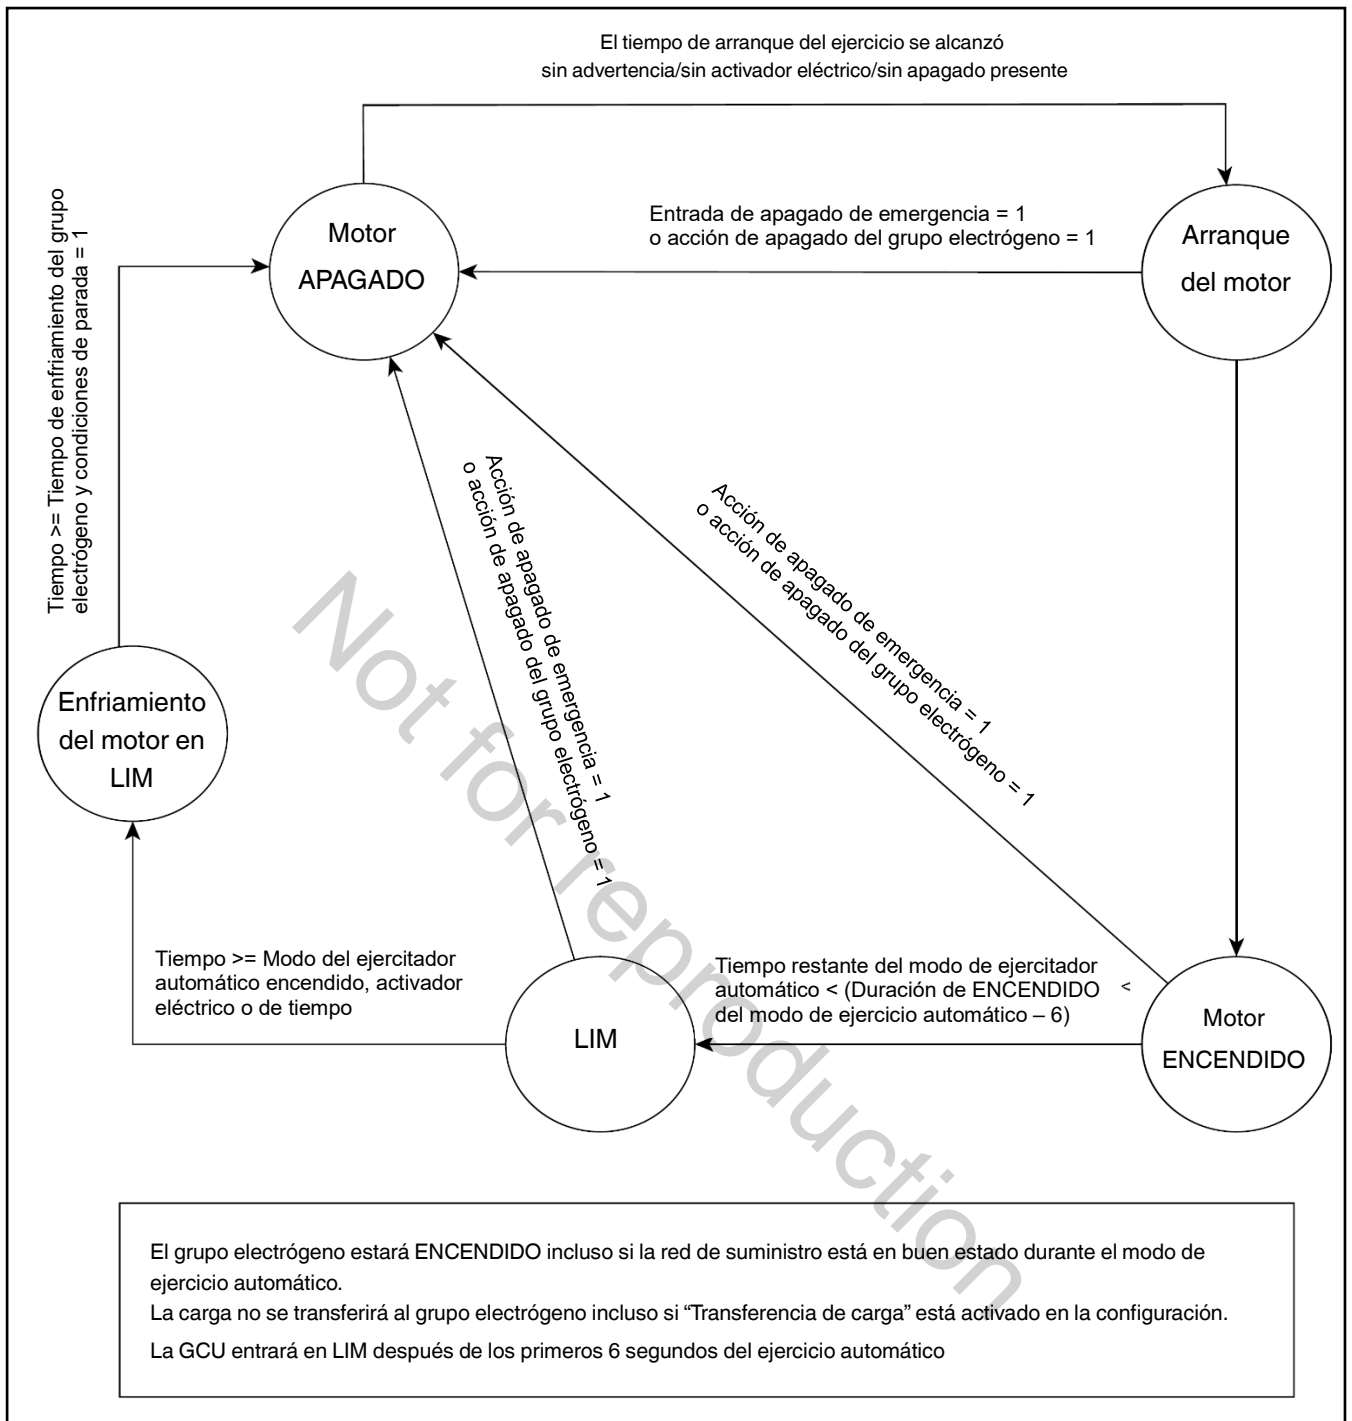 El tiempo de arranque del ejercicio se alcanzó
sin advertencia/sin activador eléctrico/sin apagado presente
Motor
APAGADO
Entrada de apagado de emergencia = 1
o acción de apagado del grupo electrógeno = 1
Arranque
del motor
Tiempo >= Tiempo de enfriamiento del grupo
electrógeno y condiciones de parada = 1
Acción de apagado de emergencia = 1
o acción de apagado del grupo electrógeno = 1
Acción de apagado de emergencia = 1
o acción de apagado del grupo electrógeno = 1
Enfriamiento
del motor en
LIM
Tiempo >= Modo del ejercitador
automático encendido, activador
eléctrico o de tiempo
LIM
Tiempo restante del modo de ejercitador
automático < (Duración de ENCENDIDO <
del modo de ejercicio automático – 6)
Motor
ENCENDIDO
El grupo electrógeno estará ENCENDIDO incluso si la red de suministro está en buen estado durante el modo de
ejercicio automático.
La carga no se transferirá al grupo electrógeno incluso si “Transferencia de carga” está activado en la configuración.
La GCU entrará en LIM después de los primeros 6 segundos del ejercicio automático
Not for reproduction